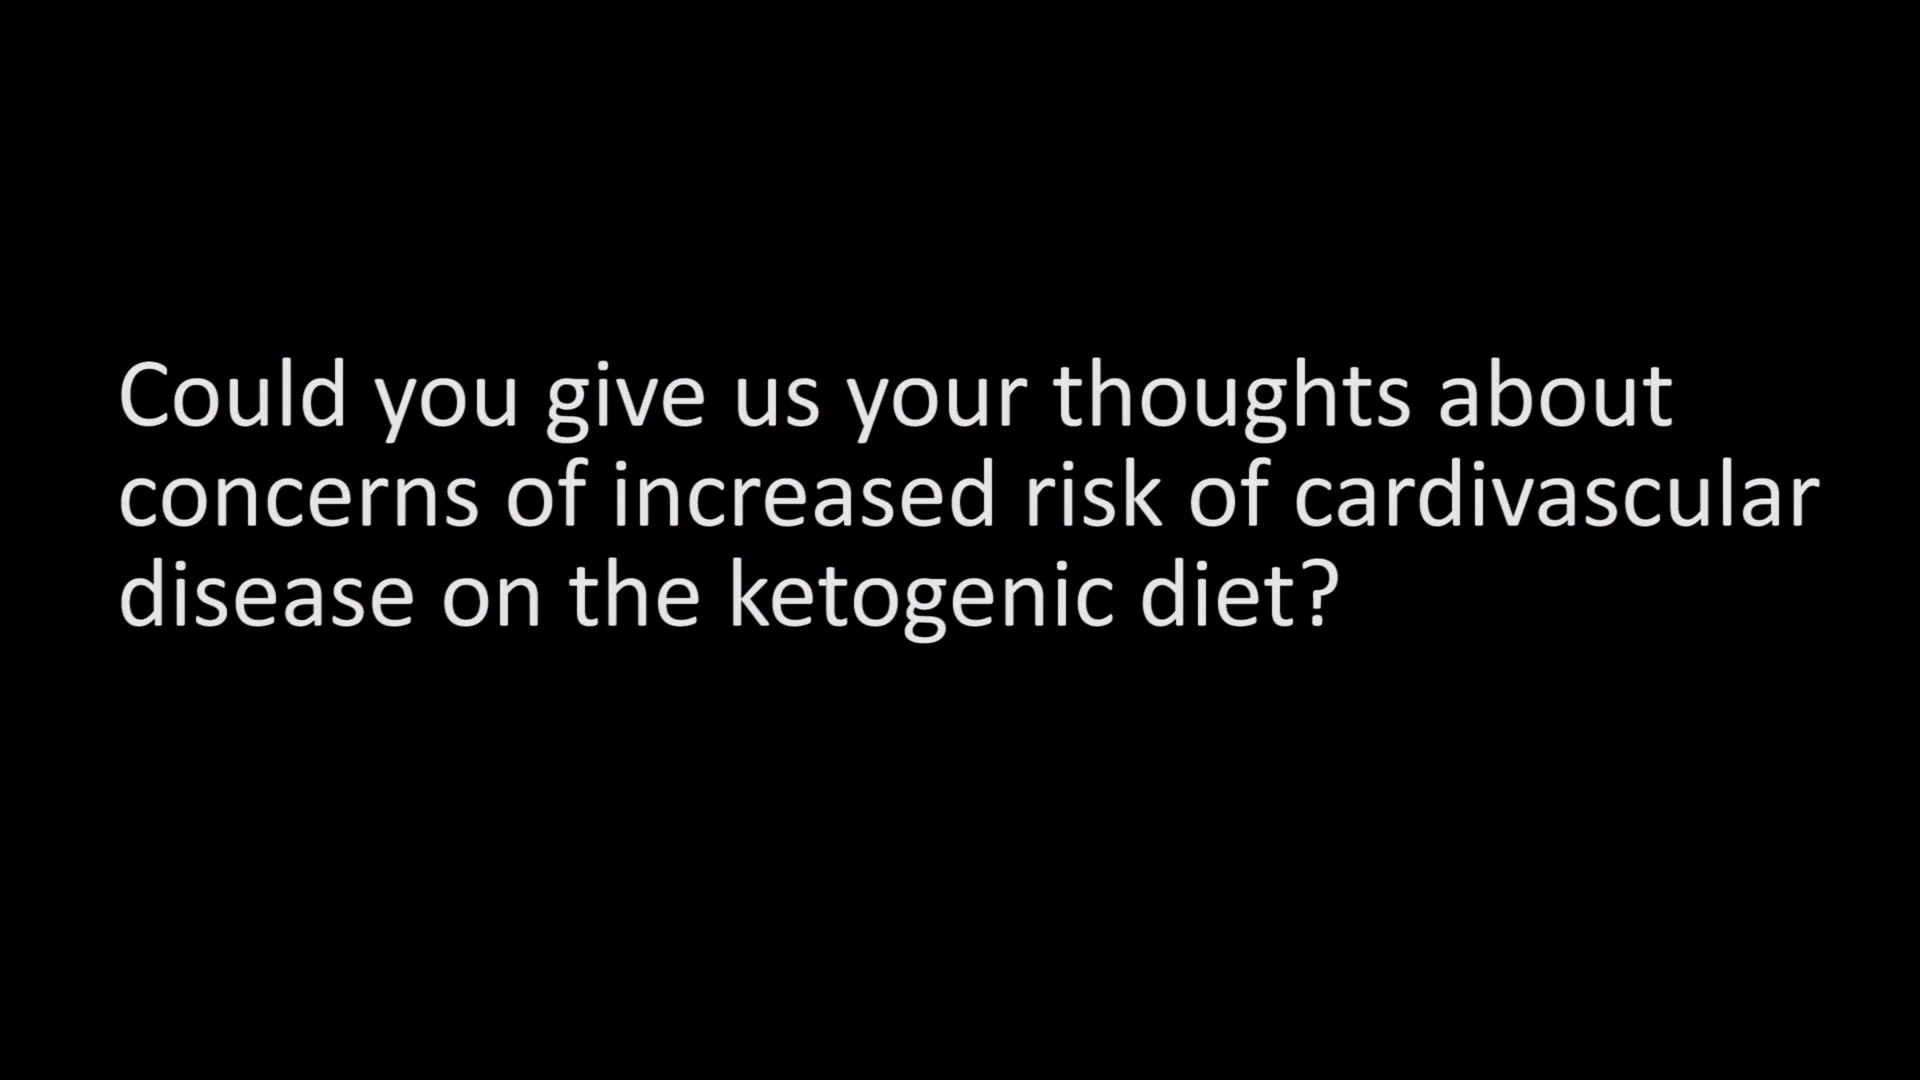 Could you give us your thoughts about
concerns of increased risk of cardivascular
disease on the ketogenic diet?